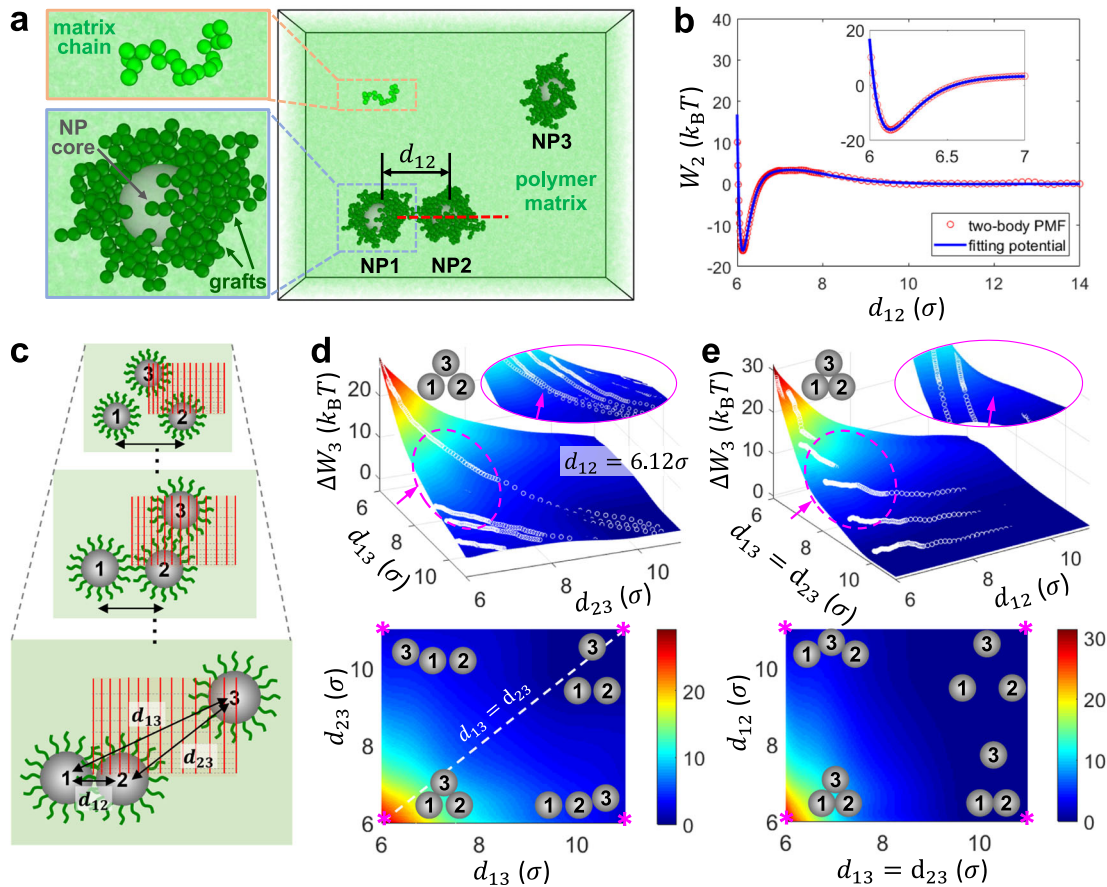 a
matrix
chain
NP
core
grafts
NP3
d₁₂
polymer
matrix
NP1
NP2
b
W₂ (k_BT)
20
10
0
-10
-20
6
8
10
12
14
d₁₂ (σ)
20
0
-20
6
6.5
7
two-body PMF
fitting potential
c
3
1
2
3
1
2
3
1
2
d₁₃
d₂₃
d₁₂
d
ΔW₃ (k_BT)
20
10
0
3
1 2
d₁₂ = 6.12σ
6
8
10
d₁₃ (σ)
6
8
10
d₂₃ (σ)
d₂₃ (σ)
10
8
6
3
1 2
3
1 2
d₁₃ = d₂₃
3
1 2
1 2 3
6
8
10
d₁₃ (σ)
20
10
0
e
ΔW₃ (k_BT)
30
20
10
0
3
1 2
6
8
10
d₁₃ = d₂₃ (σ)
6
8
10
d₁₂ (σ)
d₁₂ (σ)
10
8
6
3
1 2
3
1 2
3
1 2
3
1 2
6
8
10
d₁₃ = d₂₃ (σ)
30
25
20
15
10
5
0